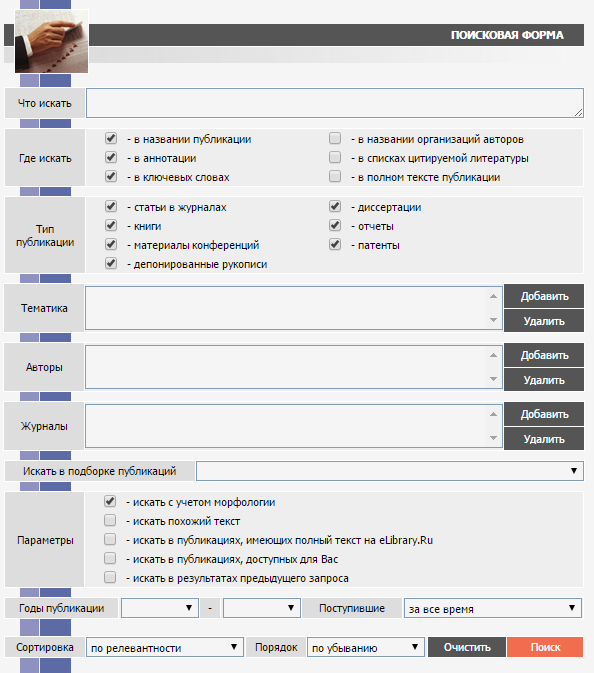 ПОИСКОВАЯ ФОРМА
Что искать
Где искать
- в названии публикации
- в названии организаций авторов
- в аннотации
- в списках цитируемой литературы
- в ключевых словах
- в полном тексте публикации
Тип
публикации
- статьи в журналах
- диссертации
- книги
- отчеты
- материалы конференций
- патенты
- депонированные рукописи
Тематика
Добавить
Удалить
Авторы
Добавить
Удалить
Журналы
Добавить
Удалить
Искать в подборке публикаций
Параметры
- искать с учетом морфологии
- искать похожий текст
- искать в публикациях, имеющих полный текст на eLibrary.Ru
- искать в публикациях, доступных для Вас
- искать в результатах предыдущего запроса
Годы публикации - Поступившие за все время
Сортировка по релевантности Порядок по убыванию Очистить Поиск